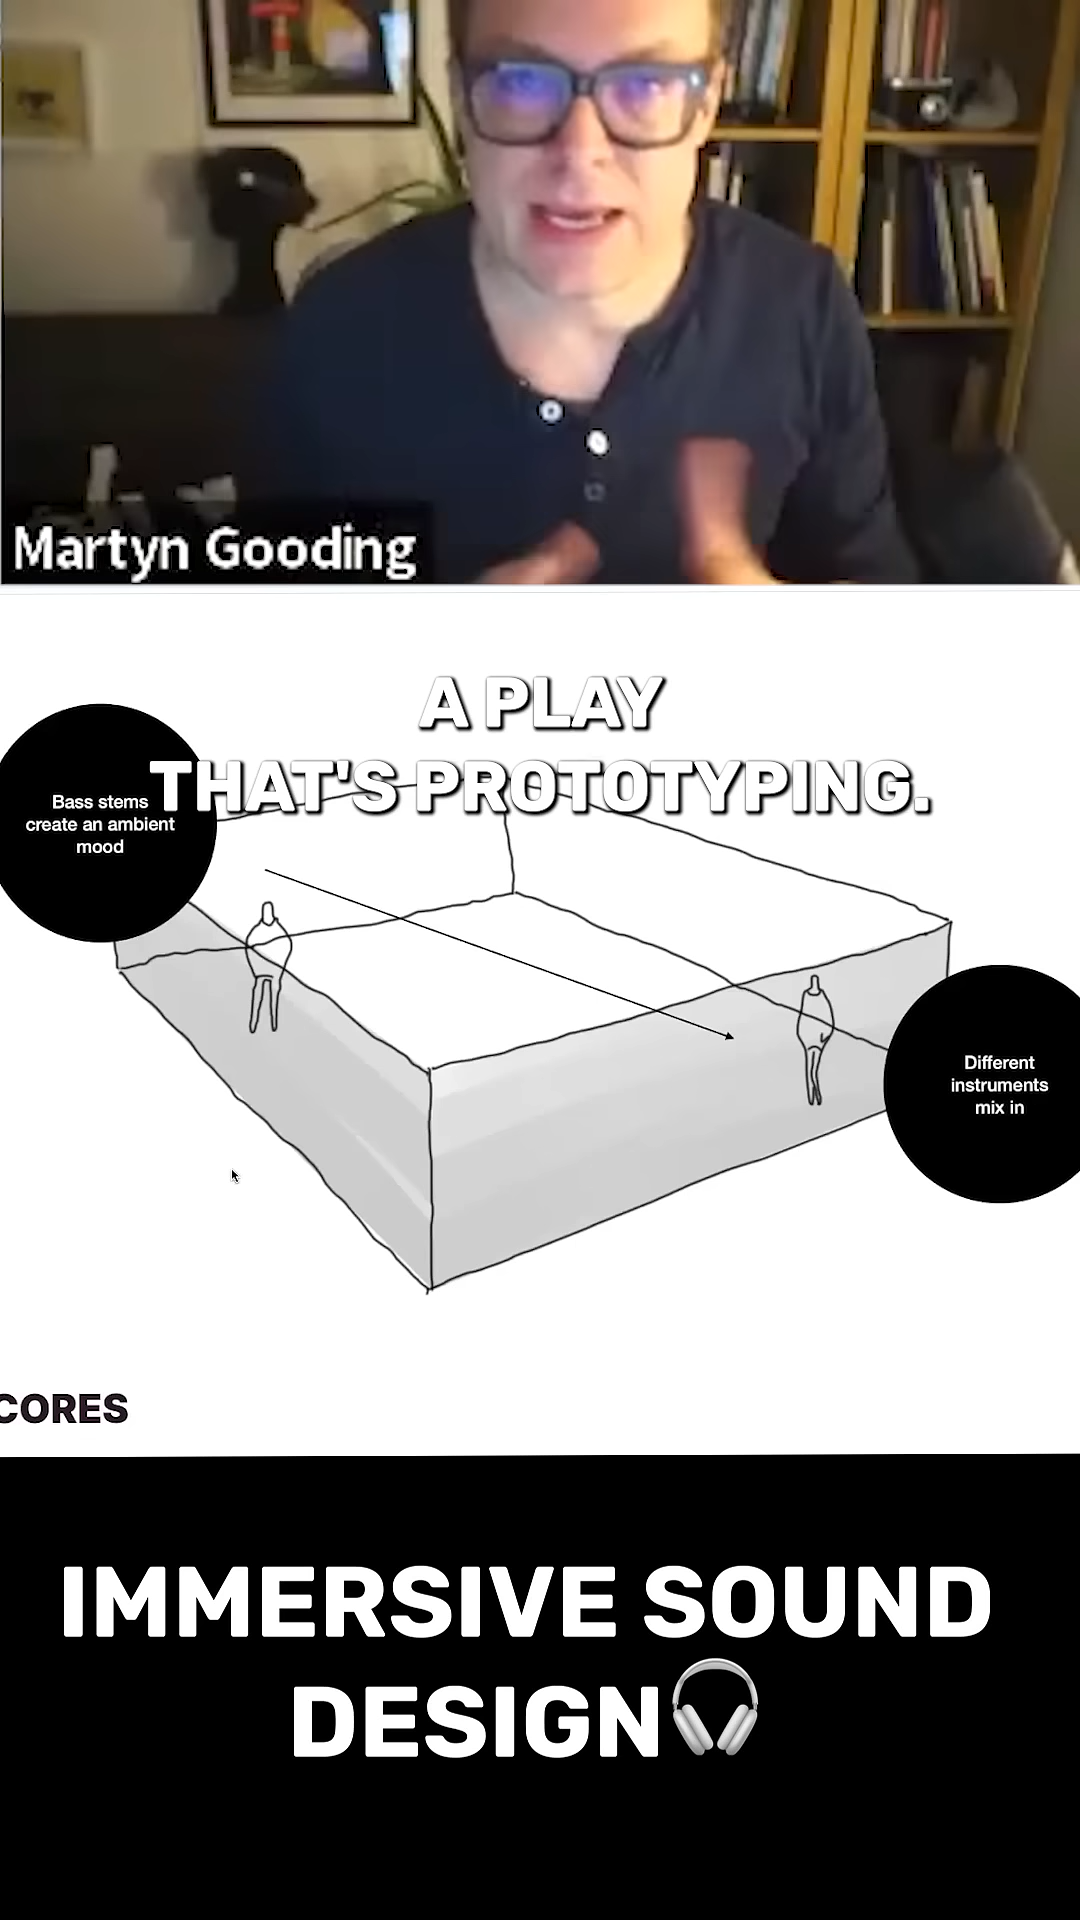 Martyn Gooding
A PLAY
THAT'S PROTOTYPING.
Bass stems
create an ambient
mood
Different
instruments
mix in
CORES
IMMERSIVE SOUND
DESIGN